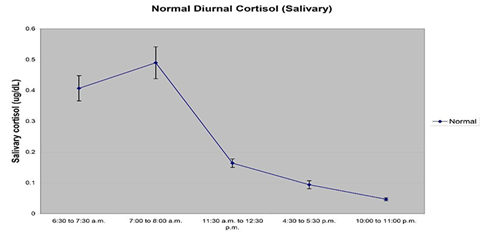 Normal Diurnal Cortisol (Salivary)
Salivary cortisol (ug/dL)
0.6
0.5
0.4
0.3
0.2
0.1
0
6:30 to 7:30 a.m.
7:00 to 8:00 a.m.
11:30 a.m. to 12:30
p.m.
4:30 to 5:30 p.m.
10:00 to 11:00 p.m.
Normal